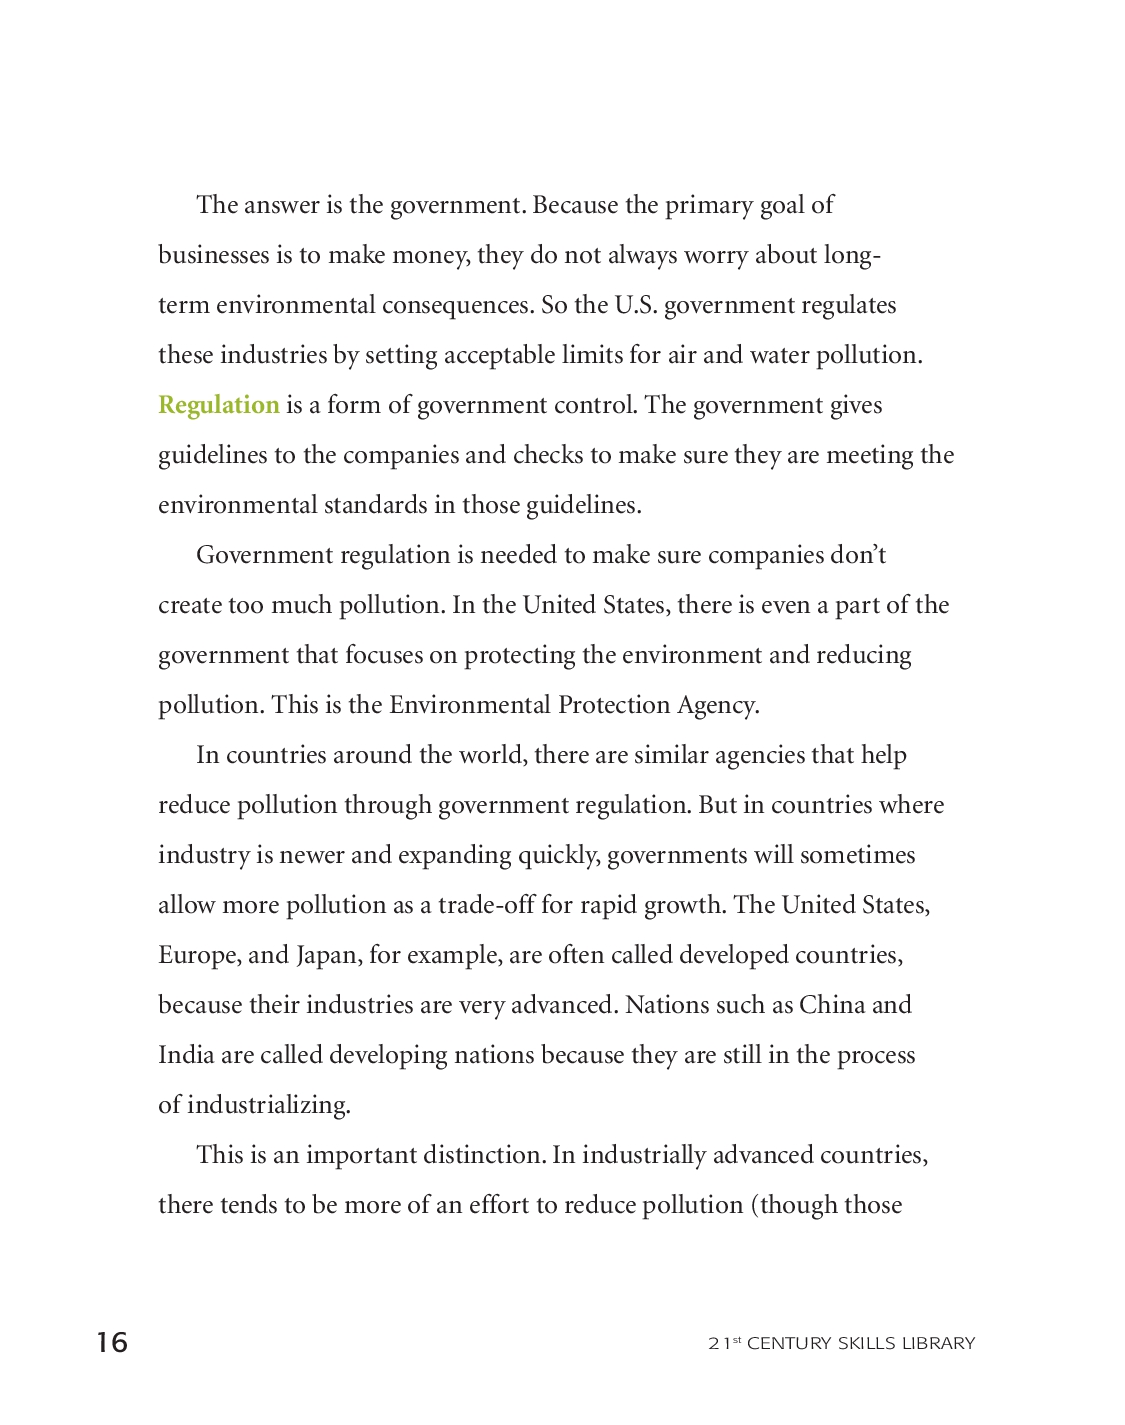 The answer is the government. Because the primary goal of
businesses is to make money, they do not always worry about long-
term environmental consequences. So the U.S. government regulates
these industries by setting acceptable limits for air and water pollution.
Regulation is a form of government control. The government gives
guidelines to the companies and checks to make sure they are meeting the
environmental standards in those guidelines.
Government regulation is needed to make sure companies don’t
create too much pollution. In the United States, there is even a part of the
government that focuses on protecting the environment and reducing
pollution. This is the Environmental Protection Agency.
In countries around the world, there are similar agencies that help
reduce pollution through government regulation. But in countries where
industry is newer and expanding quickly, governments will sometimes
allow more pollution as a trade-off for rapid growth. The United States,
Europe, and Japan, for example, are often called developed countries,
because their industries are very advanced. Nations such as China and
India are called developing nations because they are still in the process
of industrializing.
This is an important distinction. In industrially advanced countries,
there tends to be more of an effort to reduce pollution (though those
16
21st CENTURY SKILLS LIBRARY